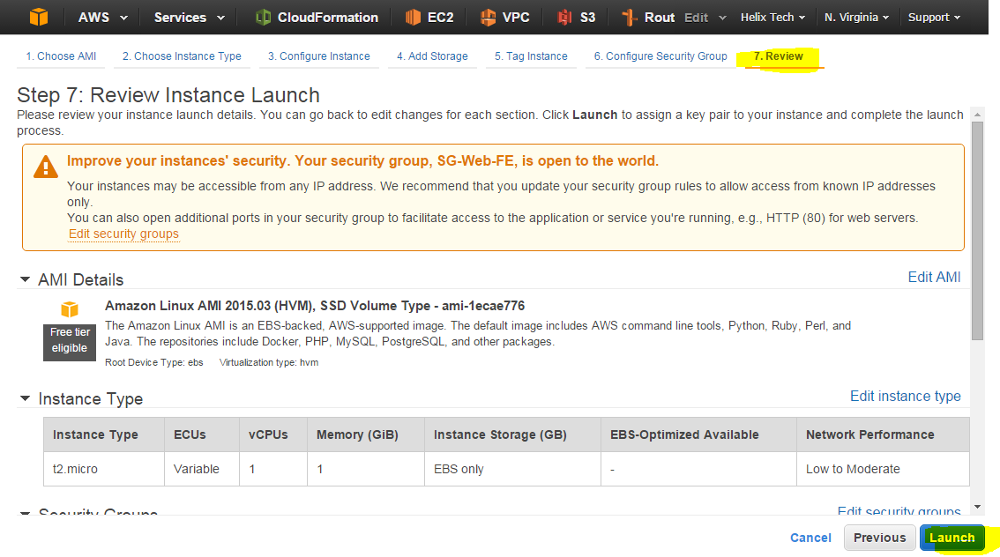 AWS Services CloudFormation EC2 VPC S3 Rout Edit Helix Tech N. Virginia Support
1. Choose AMI 2. Choose Instance Type 3. Configure Instance 4. Add Storage 5. Tag Instance 6. Configure Security Group 7. Review
Step 7: Review Instance Launch
Please review your instance launch details. You can go back to edit changes for each section. Click Launch to assign a key pair to your instance and complete the launch
process.
Improve your instances' security. Your security group, SG-Web-FE, is open to the world.
Your instances may be accessible from any IP address. We recommend that you update your security group rules to allow access from known IP addresses
only.
You can also open additional ports in your security group to facilitate access to the application or service you're running, e.g., HTTP (80) for web servers.
Edit security groups
AMI Details Edit AMI
Amazon Linux AMI 2015.03 (HVM), SSD Volume Type - ami-1ecae776
Free tier
eligible
The Amazon Linux AMI is an EBS-backed, AWS-supported image. The default image includes AWS command line tools, Python, Ruby, Perl, and
Java. The repositories include Docker, PHP, MySQL, PostgreSQL, and other packages.
Root Device Type: ebs Virtualization type: hvm
Instance Type Edit instance type
Instance Type ECUs vCPUs Memory (GiB) Instance Storage (GB) EBS-Optimized Available Network Performance
t2.micro Variable 1 1 EBS only - Low to Moderate
Security Groups Edit security groups
Cancel Previous Launch